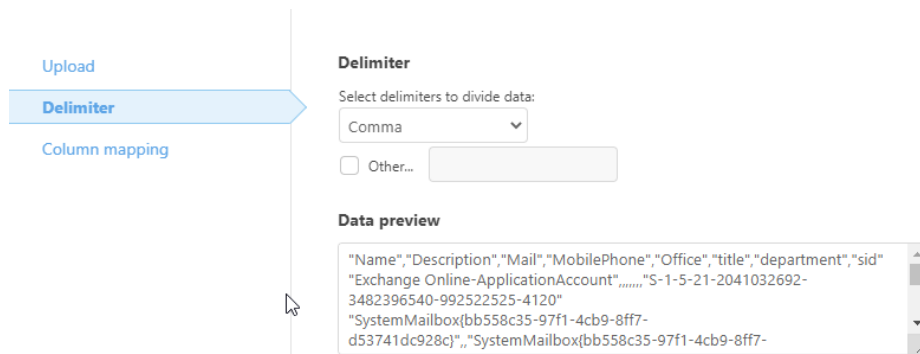 Upload
Delimiter
Column mapping
Delimiter
Select delimiters to divide data:
Comma
Other...
Data preview
"Name","Description","Mail","MobilePhone","Office","title","department","sid"
"Exchange Online-ApplicationAccount",,,,,,,"S-1-5-21-2041032692-
3482396540-992522525-4120"
"SystemMailbox{bb558c35-97f1-4cb9-8ff7-
d53741dc928c}",,"SystemMailbox{bb558c35-97f1-4cb9-8ff7-